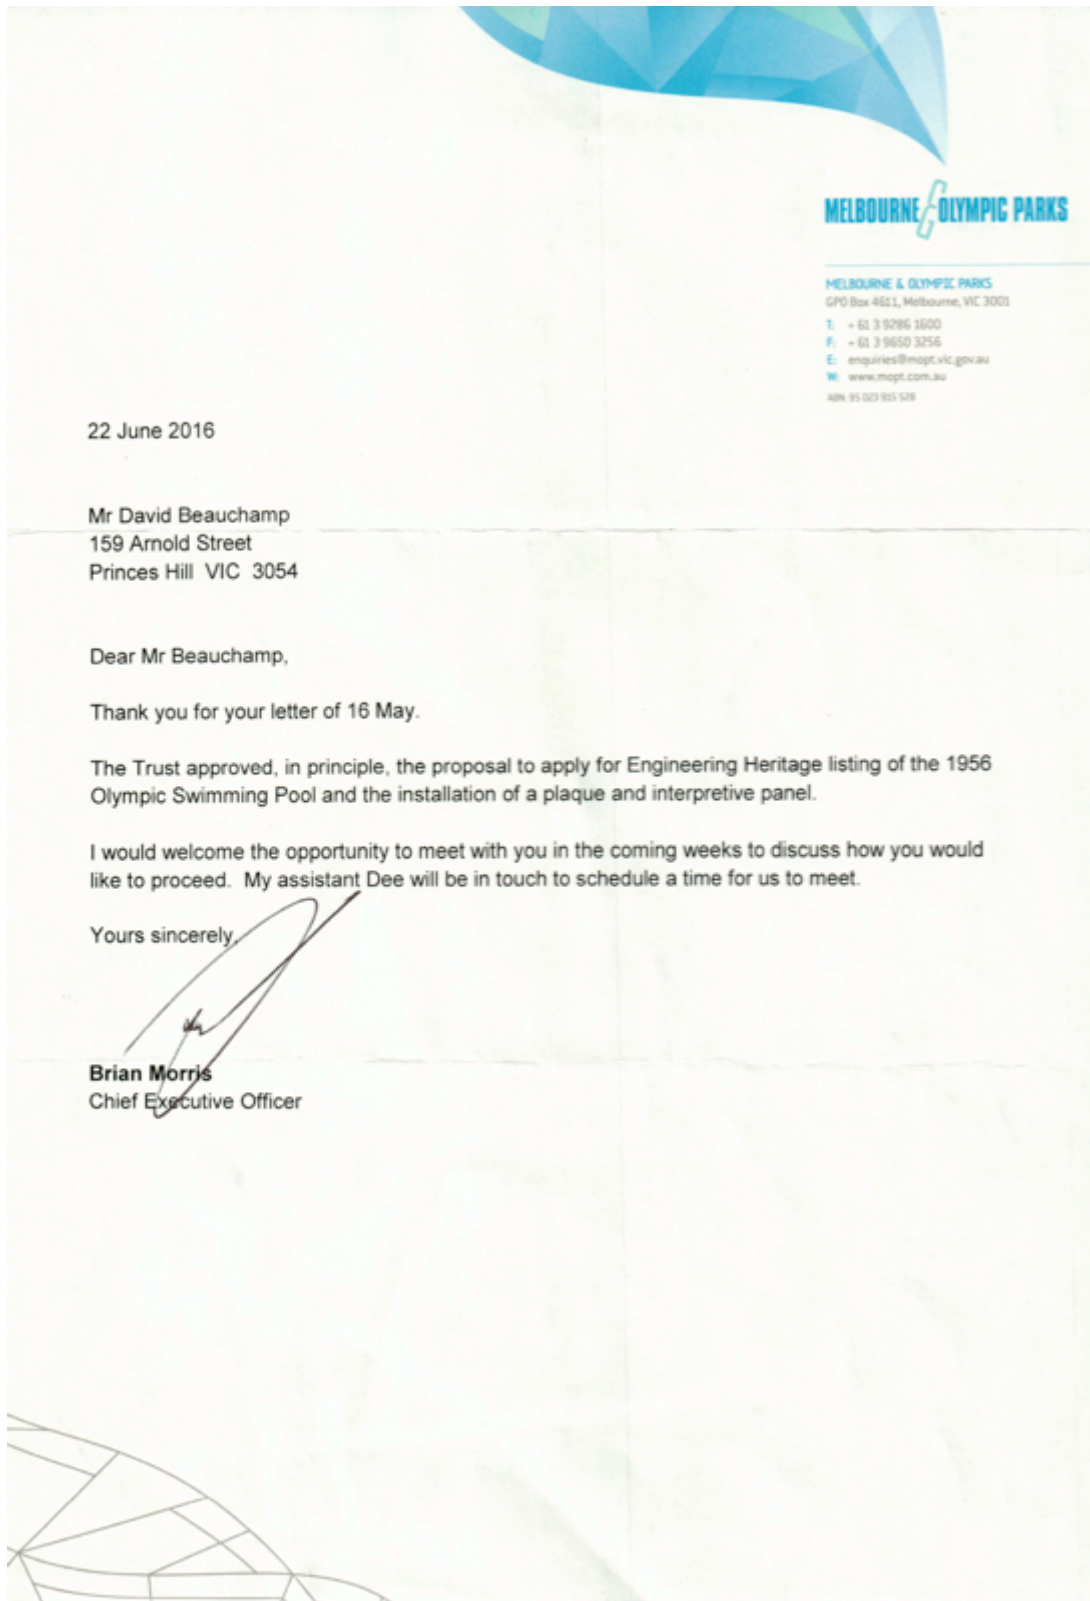 MELBOURNE & OLYMPIC PARKS
MELBOURNE & OLYMPIC PARKS
GPO Box 4611, Melbourne, VIC 3001
T: + 61 3 9286 1600
F: + 61 3 9650 3256
E: enquiries@mopt.vic.gov.au
W: www.mopt.com.au
ABN: 95 023 915 528
22 June 2016
Mr David Beauchamp
159 Arnold Street
Princes Hill VIC 3054
Dear Mr Beauchamp,
Thank you for your letter of 16 May.
The Trust approved, in principle, the proposal to apply for Engineering Heritage listing of the 1956
Olympic Swimming Pool and the installation of a plaque and interpretive panel.
I would welcome the opportunity to meet with you in the coming weeks to discuss how you would
like to proceed. My assistant Dee will be in touch to schedule a time for us to meet.
Yours sincerely,
Brian Morris
Chief Executive Officer